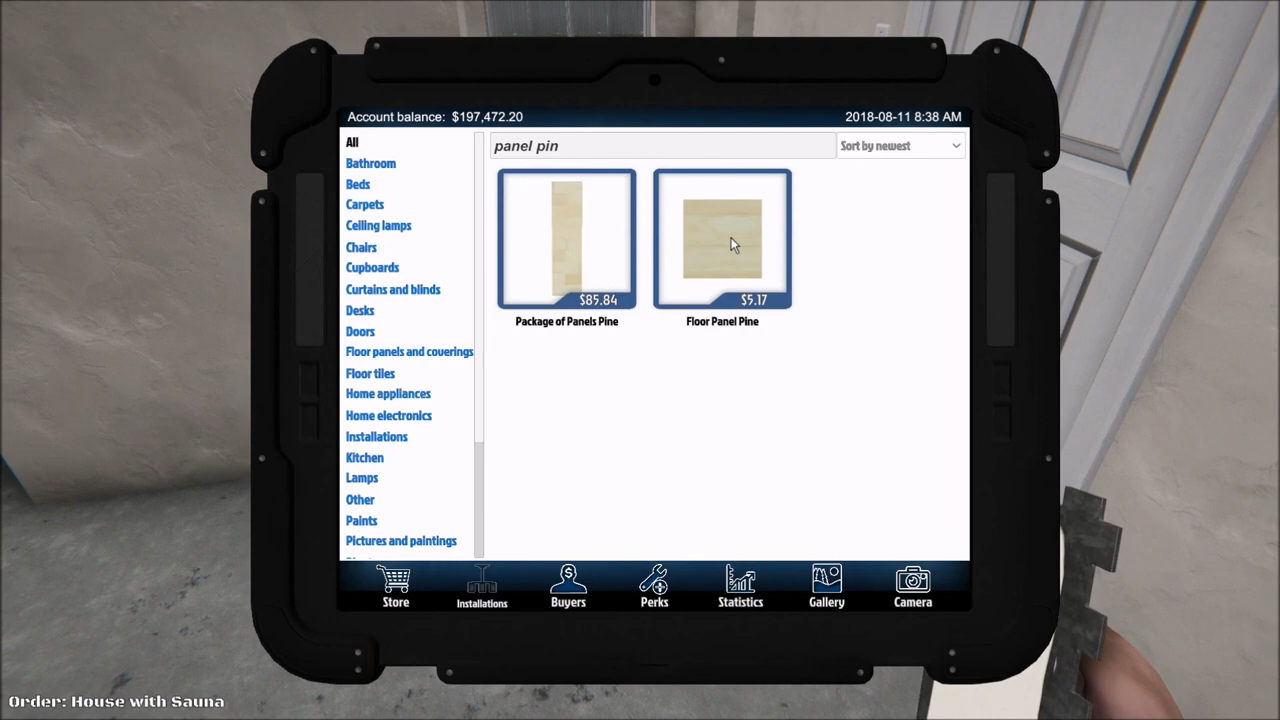 Account balance: $197,472.20
2018-08-11 8:38 AM
All
Bathroom
Beds
Carpets
Ceiling lamps
Chairs
Cupboards
Curtains and blinds
Desks
Doors
Floor panels and coverings
Floor tiles
Home appliances
Home electronics
Installations
Kitchen
Lamps
Other
Paints
Pictures and paintings
panel pin
Sort by newest
$85.84
Package of Panels Pine
$5.17
Floor Panel Pine
Store
Installations
Buyers
Perks
Statistics
Gallery
Camera
Order: House with Sauna